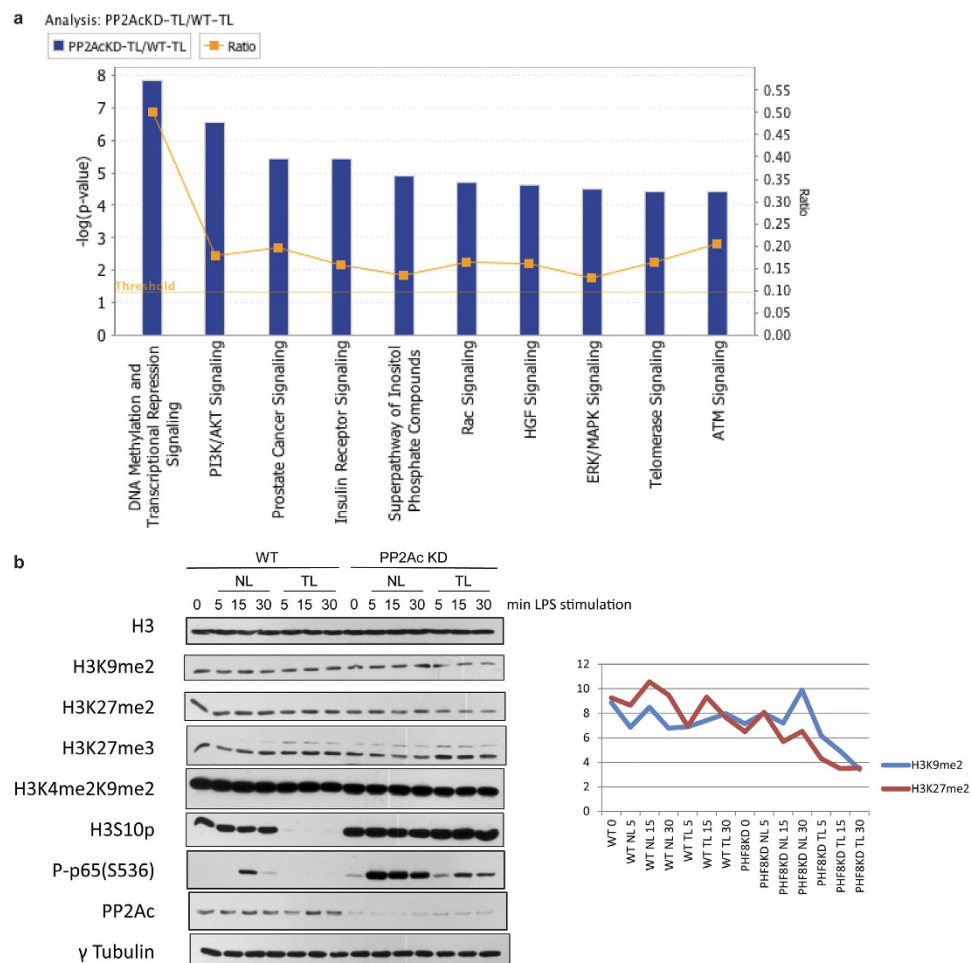 a
Analysis: PP2AcKD-TL/WT-TL
PP2AcKD-TL/WT-TL
Ratio
8
7
6
5
4
3
2
1
0
-log(p-value)
Threshold
0.55
0.50
0.45
0.40
0.35
0.30
0.25
0.20
0.15
0.10
0.05
0.00
Ratio
DNA Methylation and
Transcriptional Repression
Signaling
PI3K/AKT Signaling
Prostate Cancer Signaling
Insulin Receptor Signaling
Superpathway of Inositol
Phosphate Compounds
Rac Signaling
HGF Signaling
ERK/MAPK Signaling
Telomerase Signaling
ATM Signaling
b
WT PP2Ac KD
NL TL NL TL
0 5 15 30 5 15 30 0 5 15 30 5 15 30 min LPS stimulation
H3
H3K9me2
H3K27me2
H3K27me3
H3K4me2K9me2
H3S10p
P-p65(S536)
PP2Ac
γ Tubulin
12
10
8
6
4
2
0
WT 0
WT NL 5
WT NL 15
WT NL 30
WT TL 5
WT TL 15
WT TL 30
PHF8KD 0
PHF8KD NL 5
PHF8KD NL 15
PHF8KD NL 30
PHF8KD TL 5
PHF8KD TL 15
PHF8KD TL 30
H3K9me2
H3K27me2